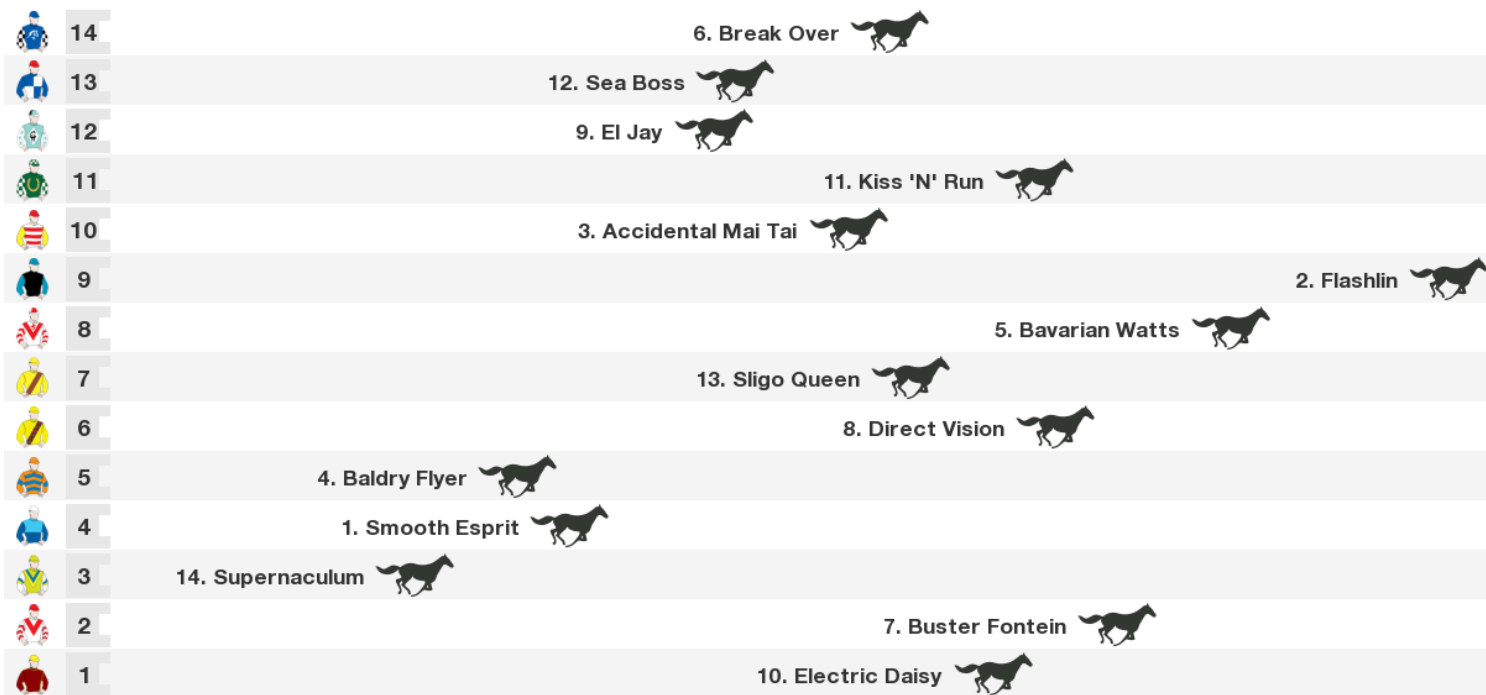 14 6. Break Over
13 12. Sea Boss
12 9. El Jay
11 11. Kiss 'N' Run
10 3. Accidental Mai Tai
9 2. Flashlin
8 5. Bavarian Watts
7 13. Sligo Queen
6 8. Direct Vision
5 4. Baldry Flyer
4 1. Smooth Esprit
3 14. Supernaculum
2 7. Buster Fontein
1 10. Electric Daisy